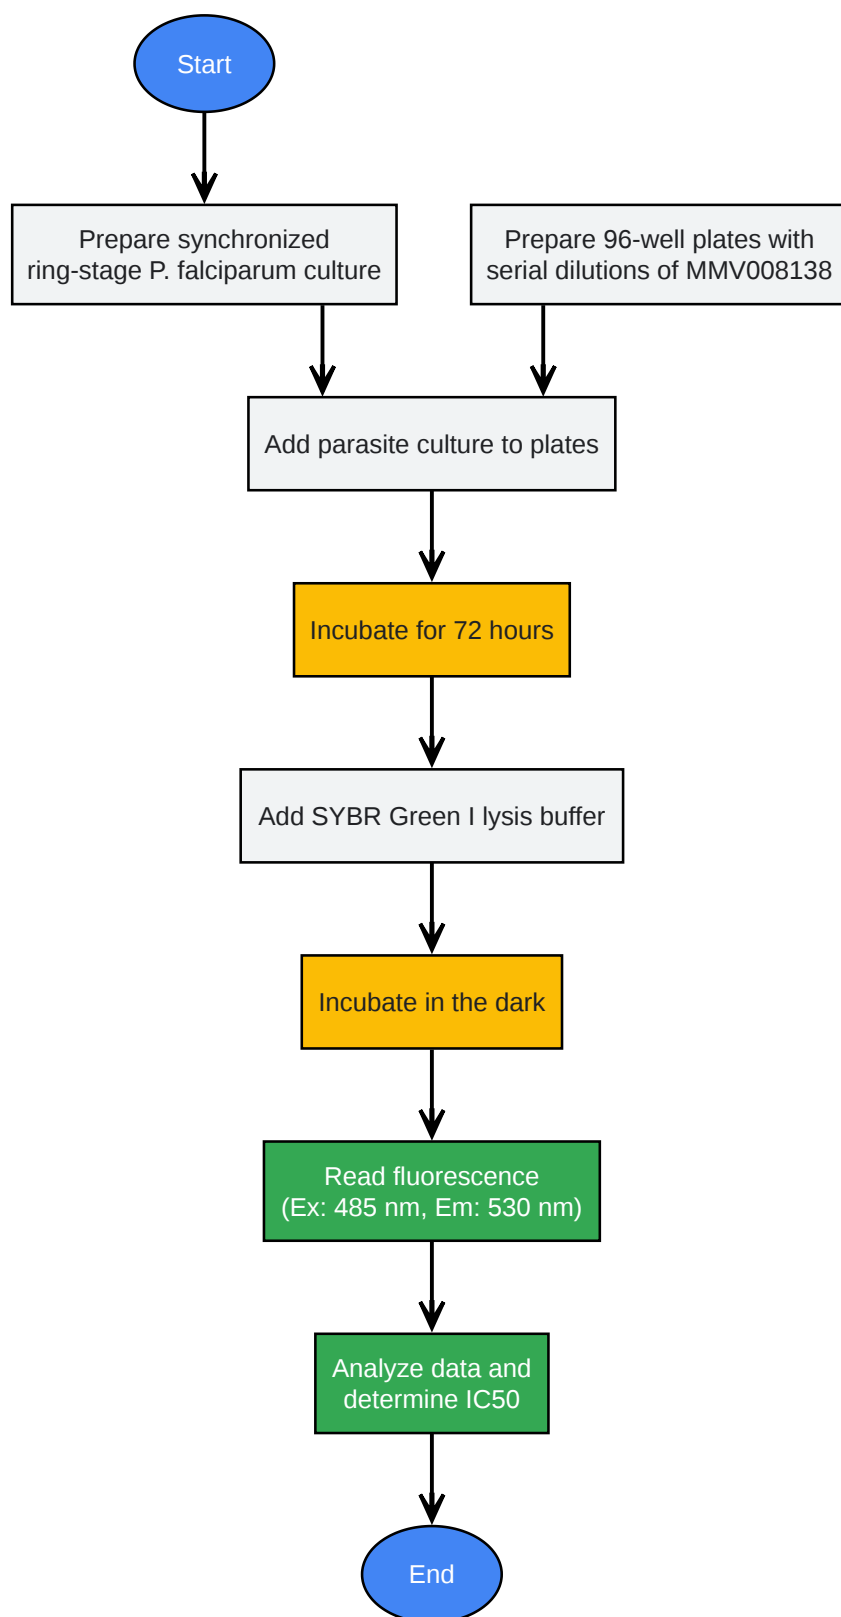 Start
Prepare synchronized
ring-stage P. falciparum culture
Prepare 96-well plates with
serial dilutions of MMV008138
Add parasite culture to plates
Incubate for 72 hours
Add SYBR Green I lysis buffer
Incubate in the dark
Read fluorescence
(Ex: 485 nm, Em: 530 nm)
Analyze data and
determine IC50
End